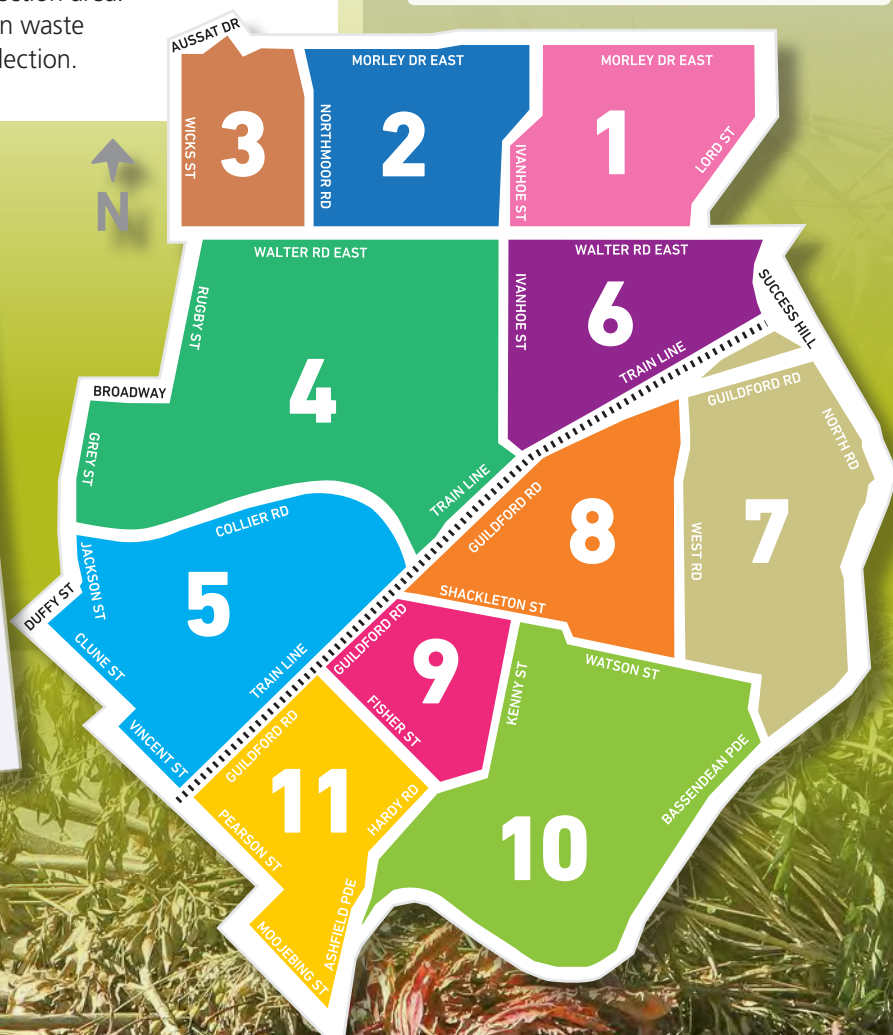 ection area.
n waste
lection.
AUSSAT DR
MORLEY DR EAST
MORLEY DR EAST
WICKS ST
3
NORTHMOOR RD
2
IVANHOE ST
1
LORD ST
N
WALTER RD EAST
WALTER RD EAST
RUGBY ST
IVANHOE ST
6
SUCCESS HILL
TRAIN LINE
BROADWAY
4
GUILDFORD RD
NORTH RD
GREY ST
TRAIN LINE
COLLIER RD
GUILDFORD RD
8
WEST RD
7
JACKSON ST
5
DUFFY ST
SHACKLETON ST
CLUNE ST
TRAIN LINE
GUILDFORD RD
9
KENNY ST
WATSON ST
VINCENT ST
GUILDFORD RD
FISHER ST
11
PEARSON ST
HARDY RD
10
BASSENDEAN PDE
ASHFIELD PDE
MOOJEBING ST